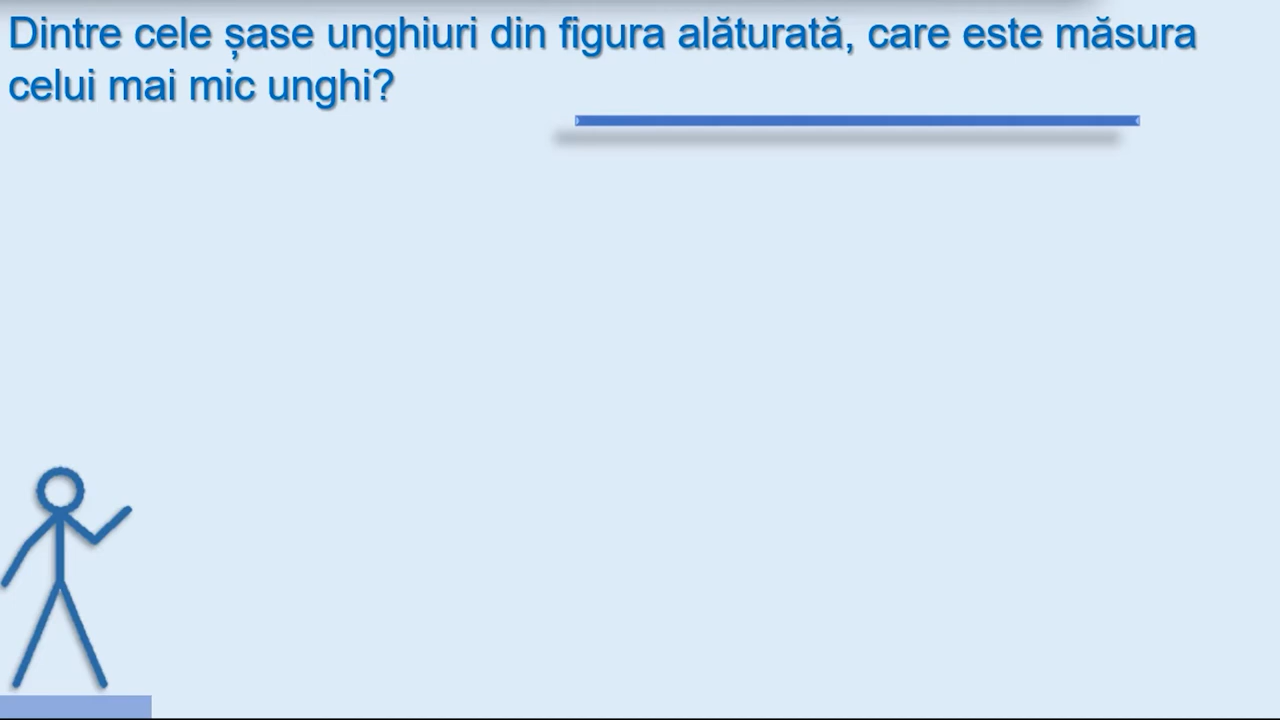 Dintre cele șase unghiuri din figura alăturată, care este măsura
celui mai mic unghi?